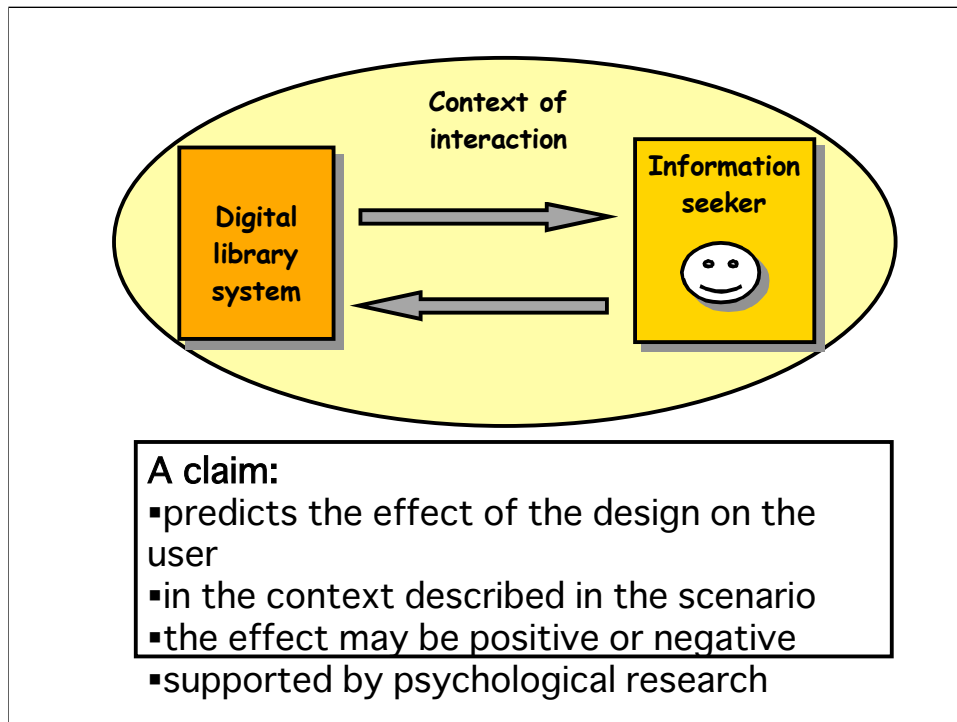 Context of
interaction
Digital
library
system
Information
seeker
A claim:
▪predicts the effect of the design on the
user
▪in the context described in the scenario
▪the effect may be positive or negative
▪supported by psychological research